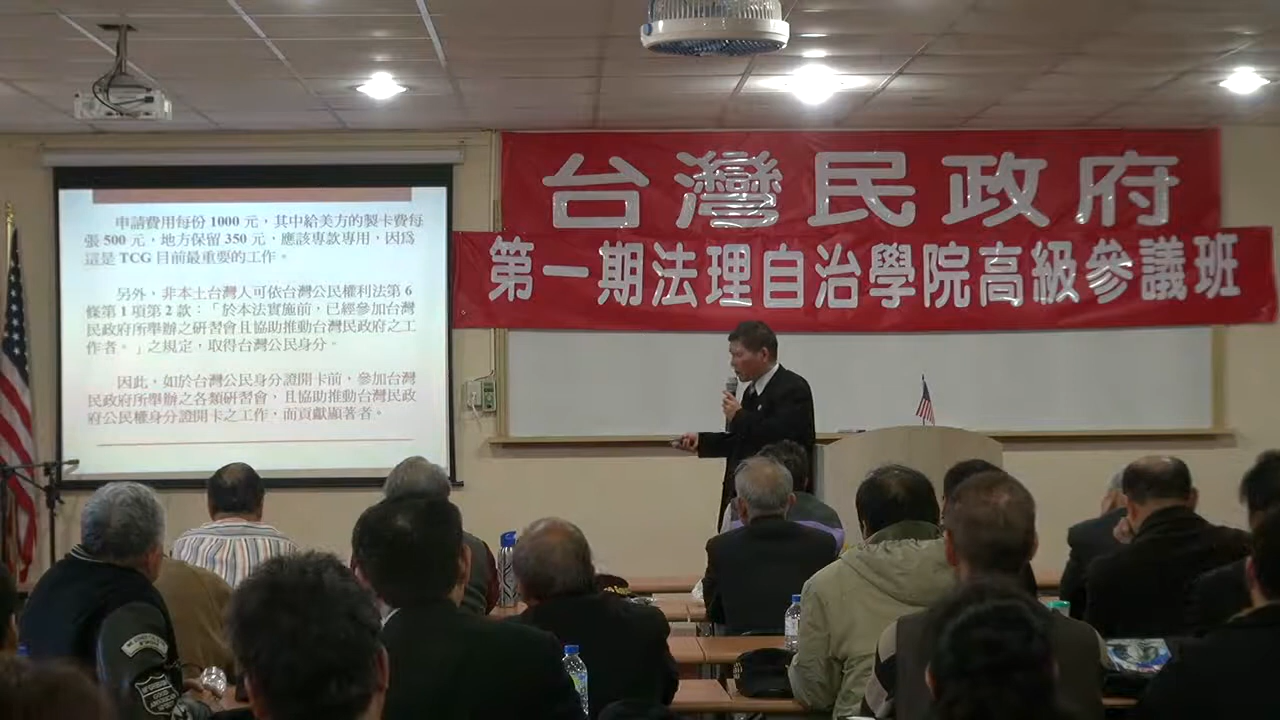 台灣民政府
第一期法理自治學院高級參議班
申請費用每份 1000 元，其中給美方的製卡費每
張 500 元，地方保留 350 元，應該專款專用，因為
這是 TCG 目前最重要的工作。
另外，非本土台灣人可依台灣公民權利法第 6
條第 1 項第 2 款：「於本法實施前，已經參加台灣
民政府所舉辦之研習會且協助推動台灣民政府之工
作者。」之規定，取得台灣公民身分。
因此，如於台灣公民身分證開卡前，參加台灣
民政府所舉辦之各類研習會，且協助推動台灣民政
府公民權身分證開卡之工作，而貢獻顯著者。